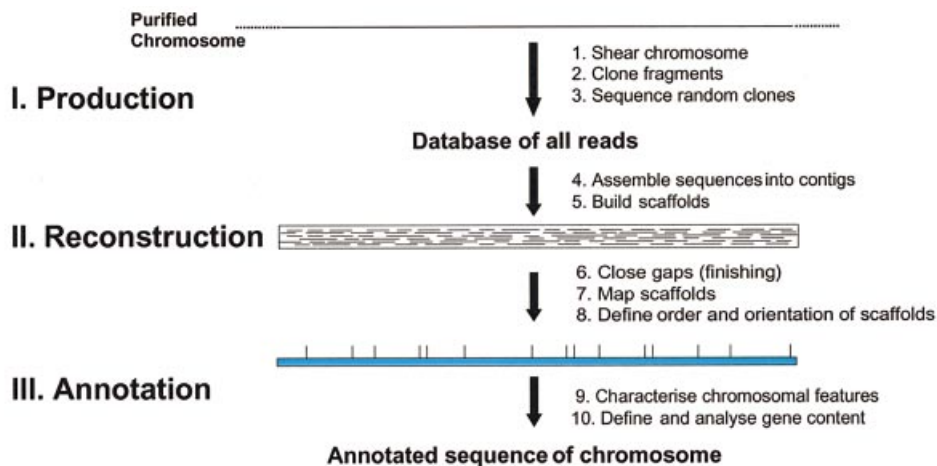 Purified
Chromosome
1. Shear chromosome
2. Clone fragments
3. Sequence random clones
I. Production
Database of all reads
4. Assemble sequences into contigs
5. Build scaffolds
II. Reconstruction
6. Close gaps (finishing)
7. Map scaffolds
8. Define order and orientation of scaffolds
III. Annotation
9. Characterise chromosomal features
10. Define and analyse gene content
Annotated sequence of chromosome